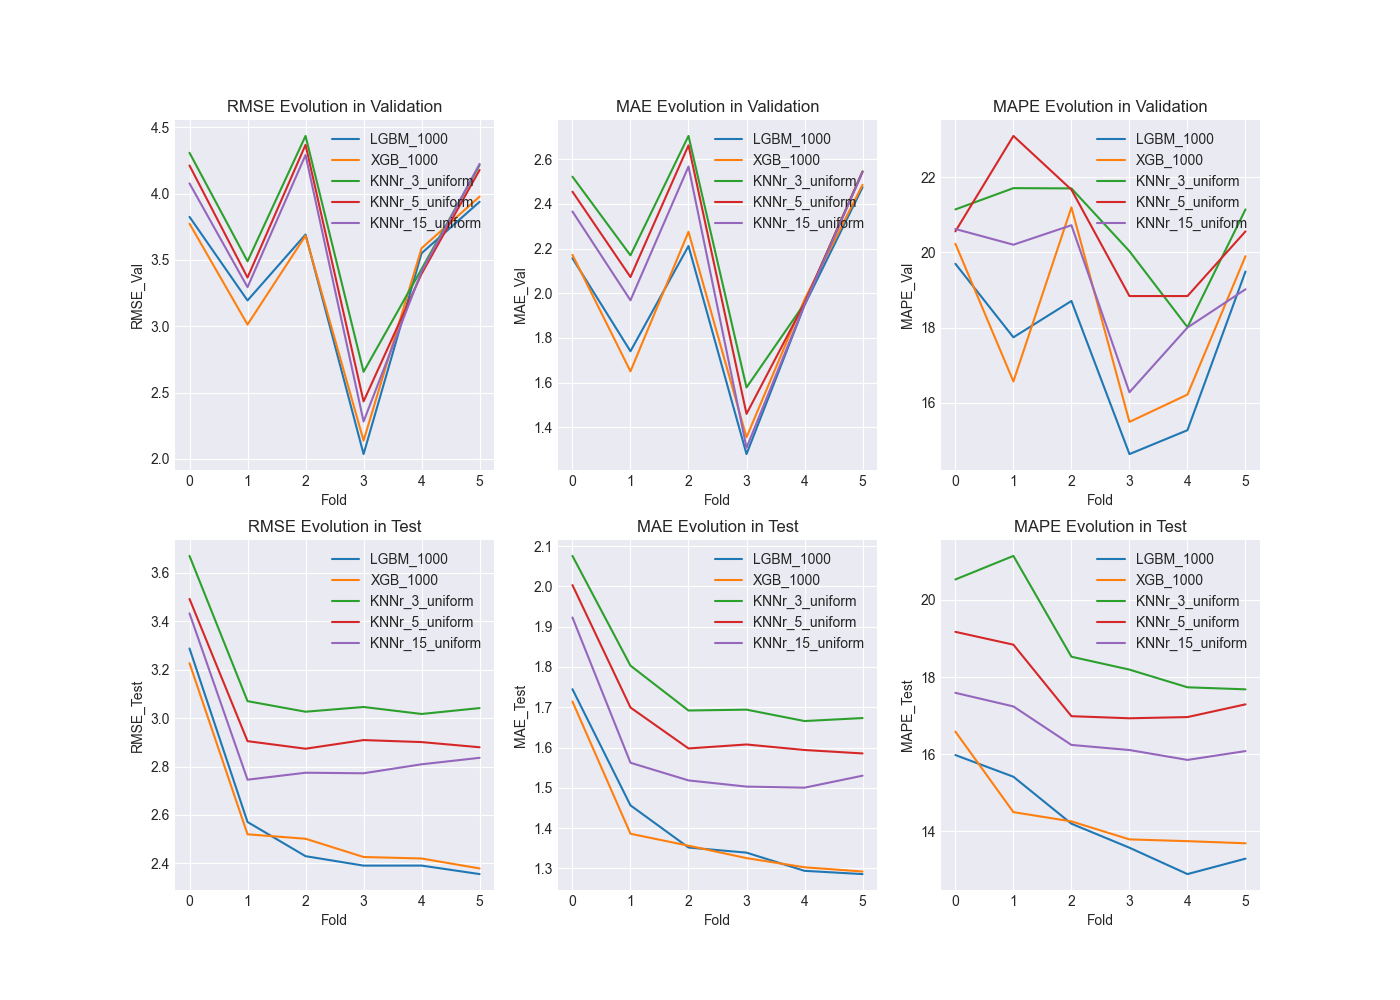 RMSE Evolution in Validation
RMSE_Val
4.5
4.0
3.5
3.0
2.5
2.0
LGBM_1000
XGB_1000
KNNr_3_uniform
KNNr_5_uniform
KNNr_15_uniform
0 1 2 3 4 5
Fold
MAE Evolution in Validation
MAE_Val
2.6
2.4
2.2
2.0
1.8
1.6
1.4
LGBM_1000
XGB_1000
KNNr_3_uniform
KNNr_5_uniform
KNNr_15_uniform
0 1 2 3 4 5
Fold
MAPE Evolution in Validation
MAPE_Val
22
20
18
16
LGBM_1000
XGB_1000
KNNr_3_uniform
KNNr_5_uniform
KNNr_15_uniform
0 1 2 3 4 5
Fold
RMSE Evolution in Test
RMSE_Test
3.6
3.4
3.2
3.0
2.8
2.6
2.4
LGBM_1000
XGB_1000
KNNr_3_uniform
KNNr_5_uniform
KNNr_15_uniform
0 1 2 3 4 5
Fold
MAE Evolution in Test
MAE_Test
2.1
2.0
1.9
1.8
1.7
1.6
1.5
1.4
1.3
LGBM_1000
XGB_1000
KNNr_3_uniform
KNNr_5_uniform
KNNr_15_uniform
0 1 2 3 4 5
Fold
MAPE Evolution in Test
MAPE_Test
20
18
16
14
LGBM_1000
XGB_1000
KNNr_3_uniform
KNNr_5_uniform
KNNr_15_uniform
0 1 2 3 4 5
Fold